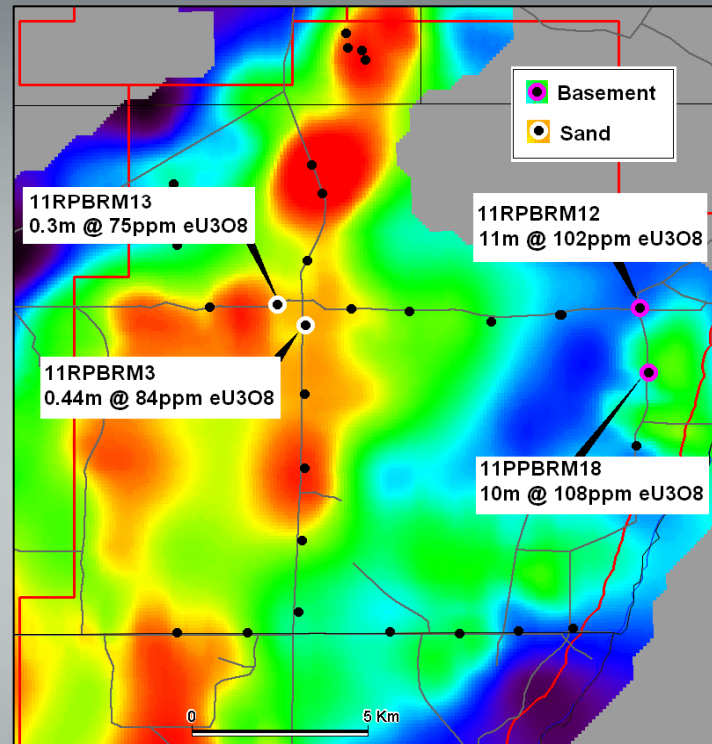 Basement
Sand
11RPBRM13
0.3m @ 75ppm eU3O8
11RPBRM12
11m @ 102ppm eU3O8
11RPBRM3
0.44m @ 84ppm eU3O8
11PPBRM18
10m @ 108ppm eU3O8
0 5 Km